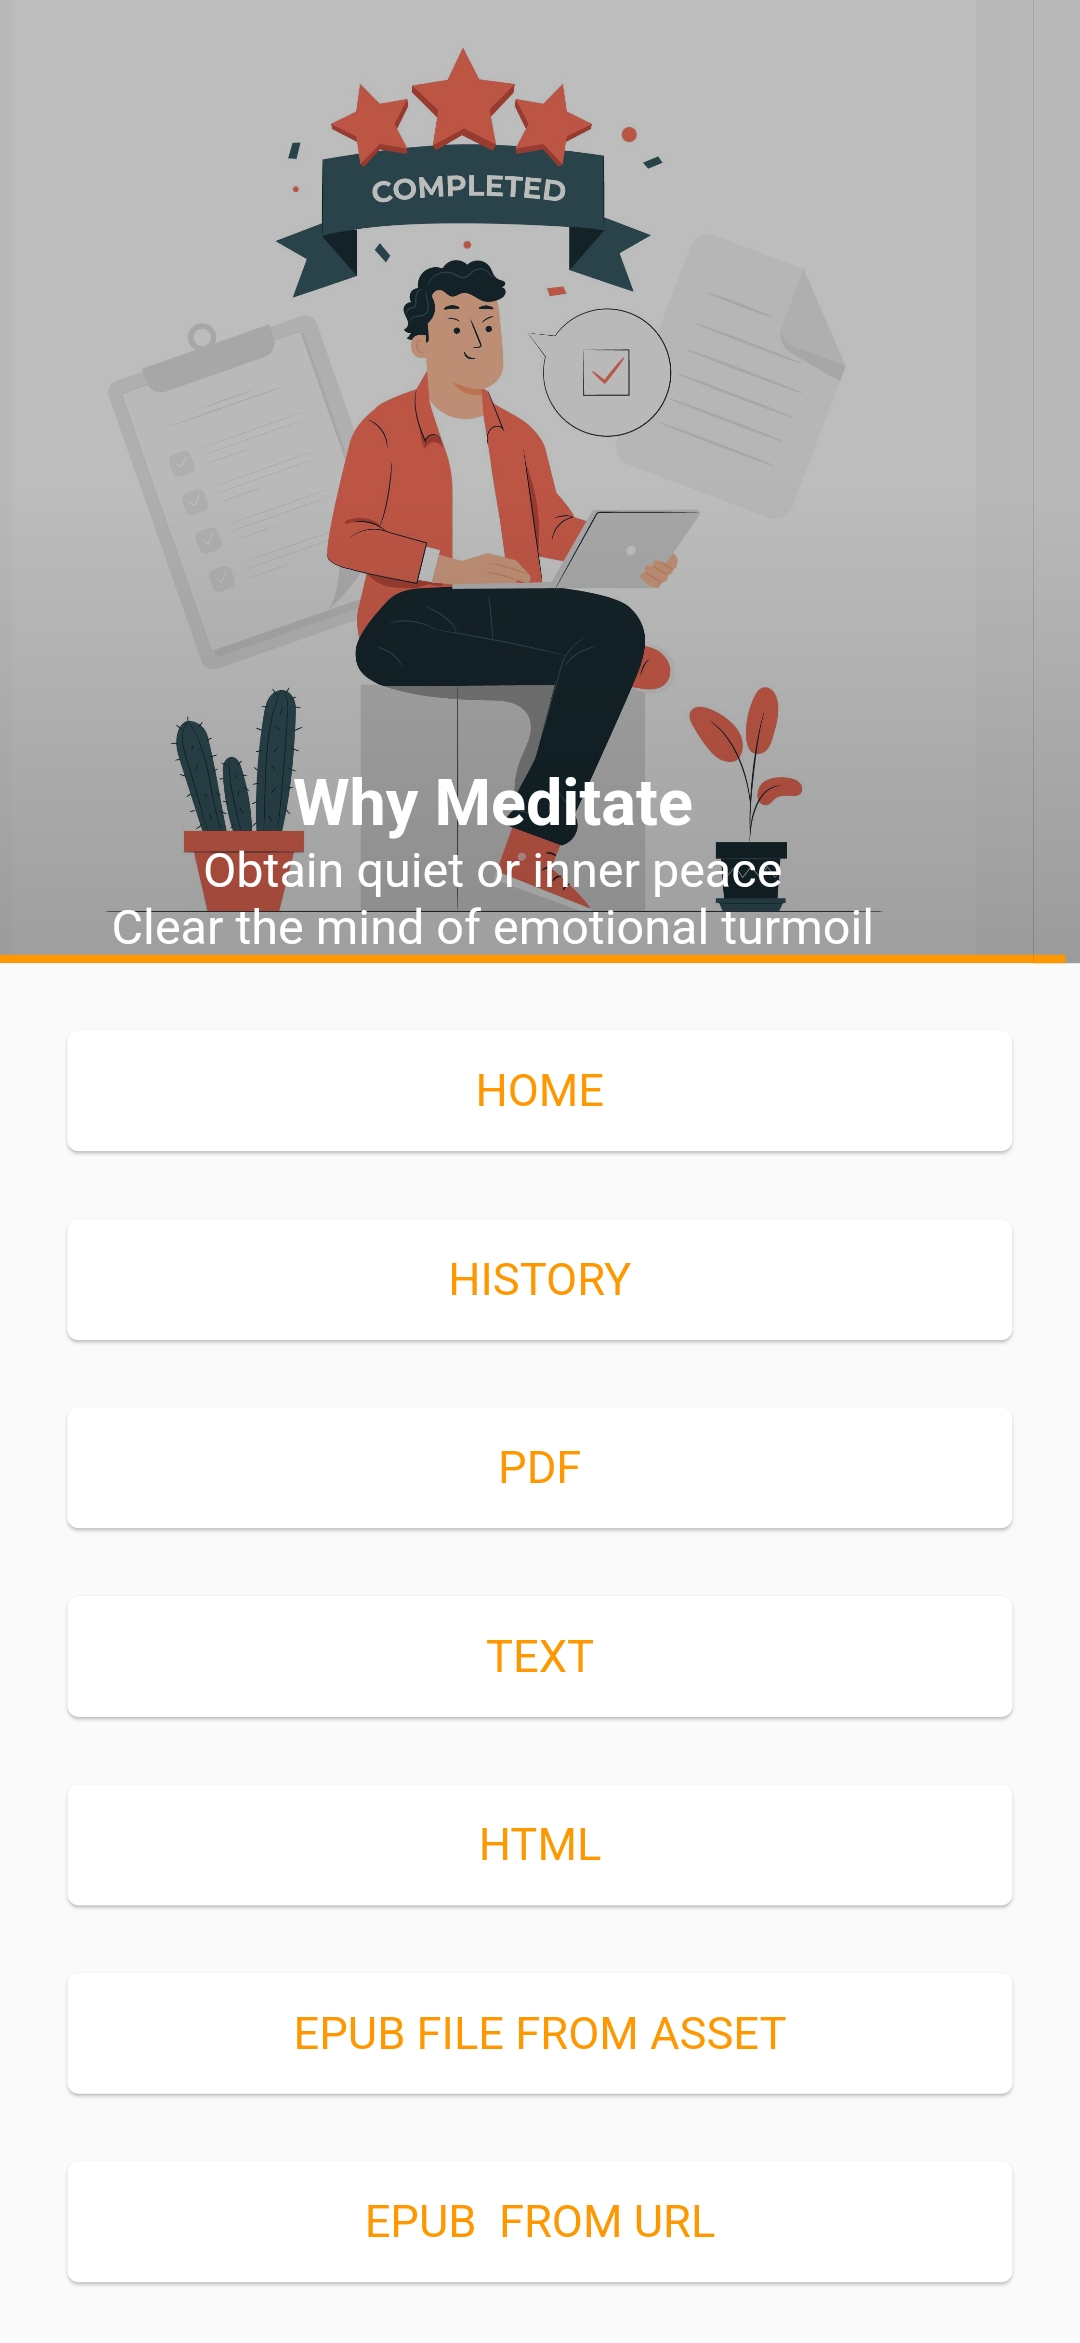 COMPLETED
Why Meditate
Obtain quiet or inner peace
Clear the mind of emotional turmoil
HOME
HISTORY
PDF
TEXT
HTML
EPUB FILE FROM ASSET
EPUB  FROM URL